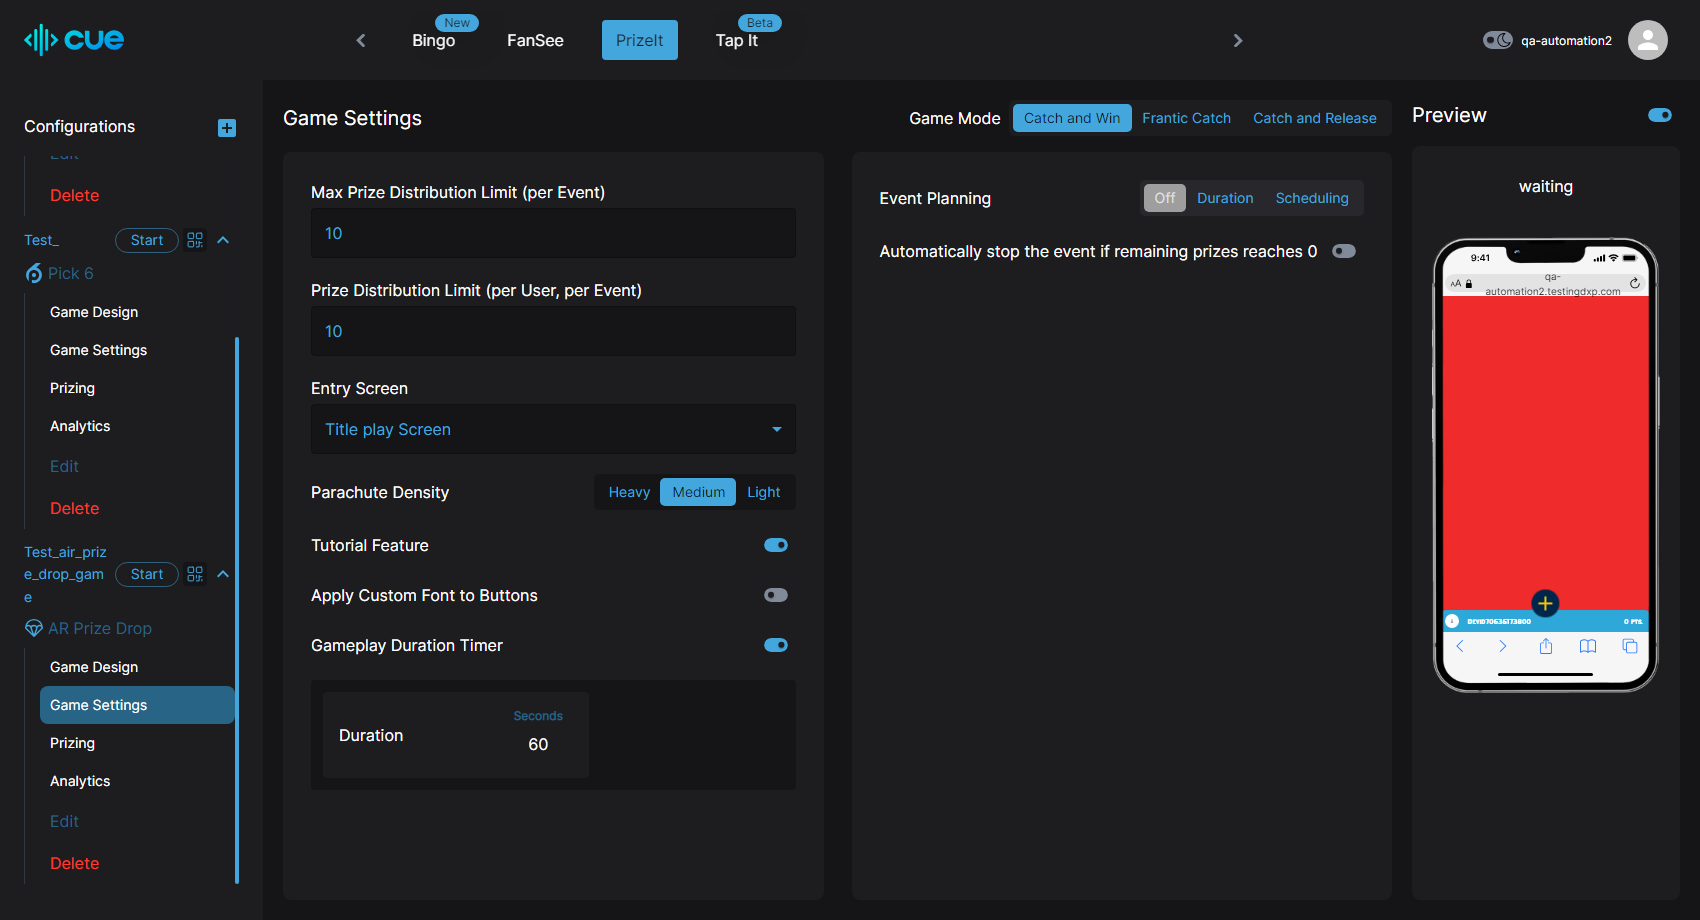 cue
New
Bingo
FanSee
PrizeIt
Beta
Tap It
qa-automation2
Configurations
Edit
Delete
Test_
Start
Pick 6
Game Design
Game Settings
Prizing
Analytics
Edit
Delete
Test_air_priz
e_drop_gam
e
Start
AR Prize Drop
Game Design
Game Settings
Prizing
Analytics
Edit
Delete
Game Settings
Game Mode
Catch and Win
Frantic Catch
Catch and Release
Max Prize Distribution Limit (per Event)
10
Prize Distribution Limit (per User, per Event)
10
Entry Screen
Title play Screen
Parachute Density
Heavy
Medium
Light
Tutorial Feature
Apply Custom Font to Buttons
Gameplay Duration Timer
Duration
Seconds
60
Event Planning
Off
Duration
Scheduling
Automatically stop the event if remaining prizes reaches 0
Preview
waiting
9:41
AA
qa-
automation2.testingdxp.com
0 PTS.